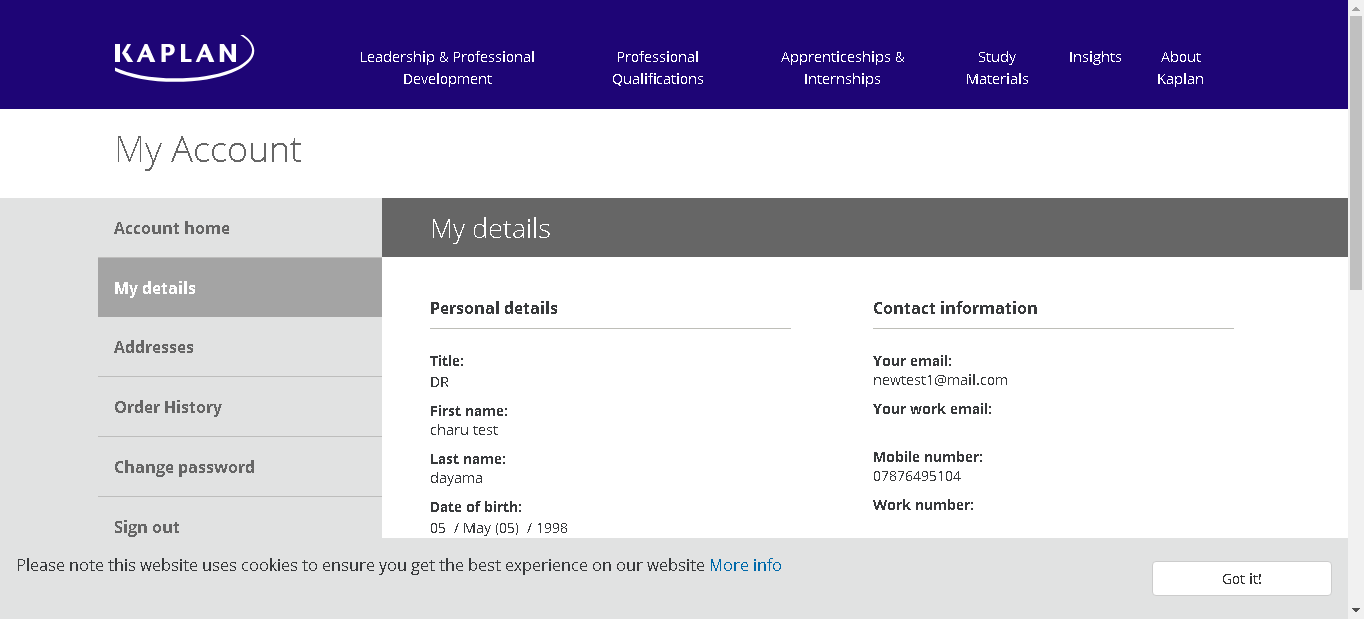 KAPLAN
Leadership & Professional
Development
Professional
Qualifications
Apprenticeships &
Internships
Study
Materials
Insights
About
Kaplan
My Account
Account home
My details
Addresses
Order History
Change password
Sign out
My details
Personal details
Title:
DR
First name:
charu test
Last name:
dayama
Date of birth:
05 / May (05) / 1998
Contact information
Your email:
newtest1@mail.com
Your work email:
Mobile number:
07876495104
Work number:
Please note this website uses cookies to ensure you get the best experience on our website More info
Got it!